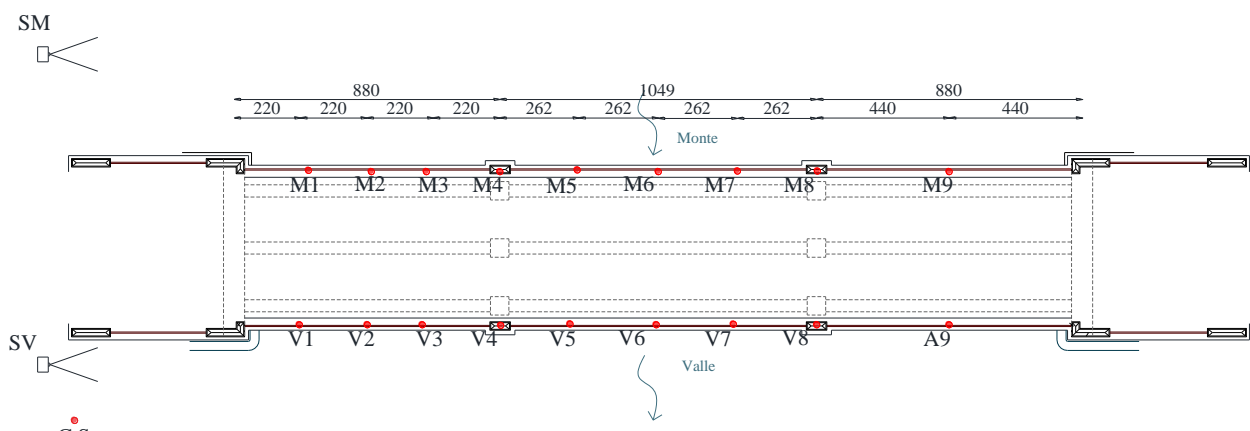 SM
880 1049 880
220 220 220 220 262 262 262 262 440 440
Monte
M1 M2 M3 M4 M5 M6 M7 M8 M9
V1 V2 V3 V4 V5 V6 V7 V8 A9
SV
Valle